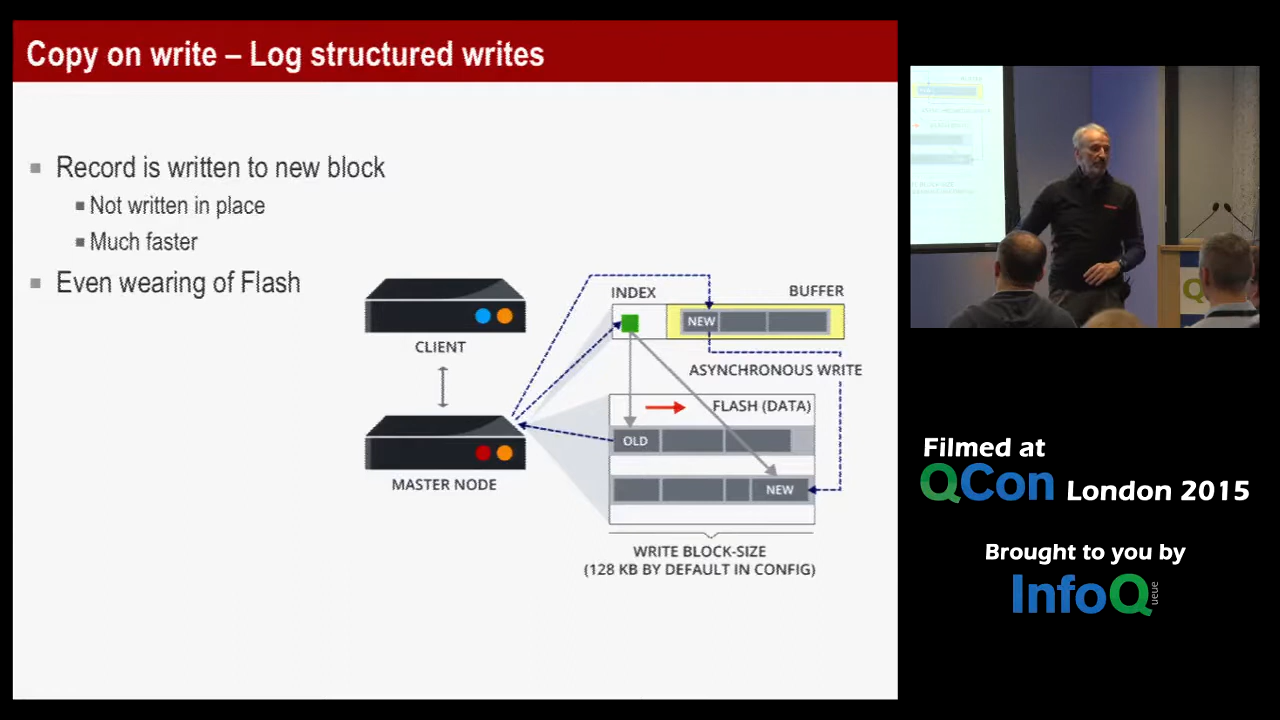 Copy on write – Log structured writes
Record is written to new block
Not written in place
Much faster
Even wearing of Flash
CLIENT
MASTER NODE
INDEX
BUFFER
NEW
ASYNCHRONOUS WRITE
FLASH (DATA)
OLD
NEW
WRITE BLOCK-SIZE
(128 KB BY DEFAULT IN CONFIG)
Filmed at
QCon London 2015
Brought to you by
InfoQueue